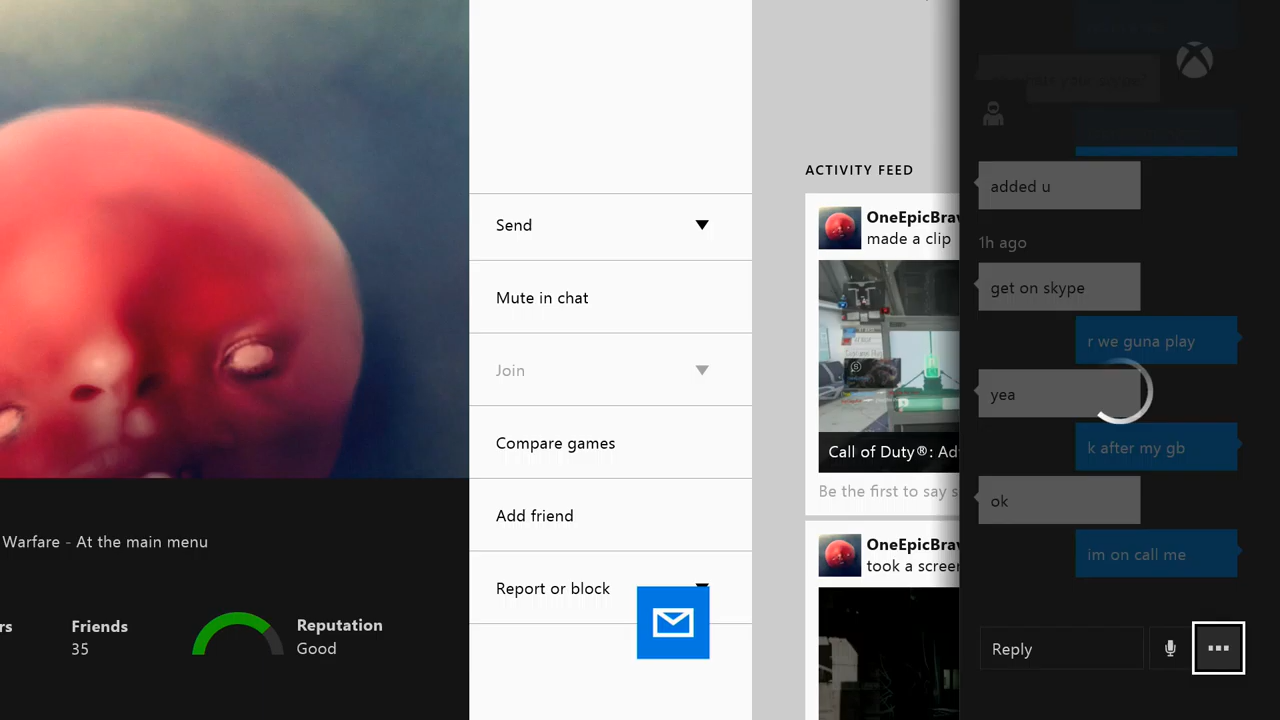 Warfare - At the main menu
rs
Friends
35
Reputation
Good
Send
Mute in chat
Join
Compare games
Add friend
Report or block
ACTIVITY FEED
OneEpicBrav
made a clip
Call of Duty®: Ad
Be the first to say s
OneEpicBrav
took a screen
added u
1h ago
get on skype
r we guna play
yea
k after my gb
ok
im on call me
Reply